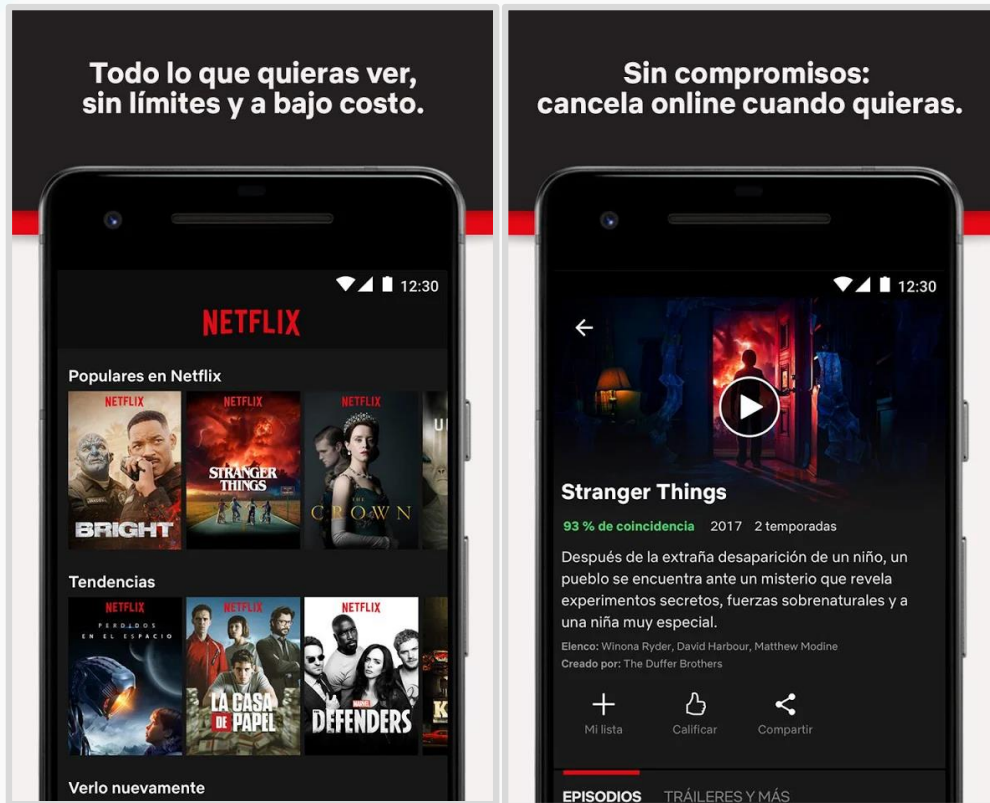 Todo lo que quieras ver,
sin límites y a bajo costo.
12:30
NETFLIX
Populares en Netflix
NETFLIX
BRIGHT
NETFLIX
STRANGER
THINGS
NETFLIX
THE
CROWN
Tendencias
NETFLIX
PERDIDOS
EN EL ESPACIO
NETFLIX
LA CASA
DE PAPEL
NETFLIX
MARVEL
DEFENDERS
Verlo nuevamente
Sin compromisos:
cancela online cuando quieras.
12:30
Stranger Things
93 % de coincidencia 2017 2 temporadas
Después de la extraña desaparición de un niño, un
pueblo se encuentra ante un misterio que revela
experimentos secretos, fuerzas sobrenaturales y a
una niña muy especial.
Elenco: Winona Ryder, David Harbour, Matthew Modine
Creado por: The Duffer Brothers
Mi lista Calificar Compartir
EPISODIOS TRÁILERES Y MÁS